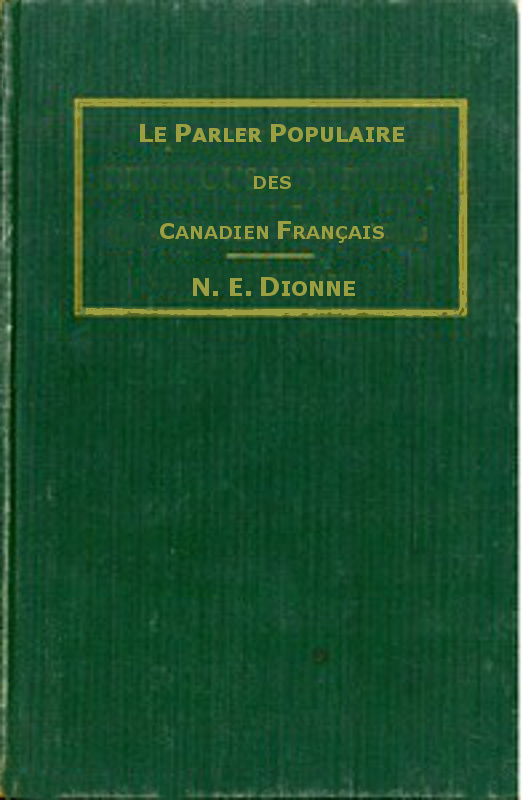 Le Parler Populaire
des
Canadien Français
N. E. Dionne